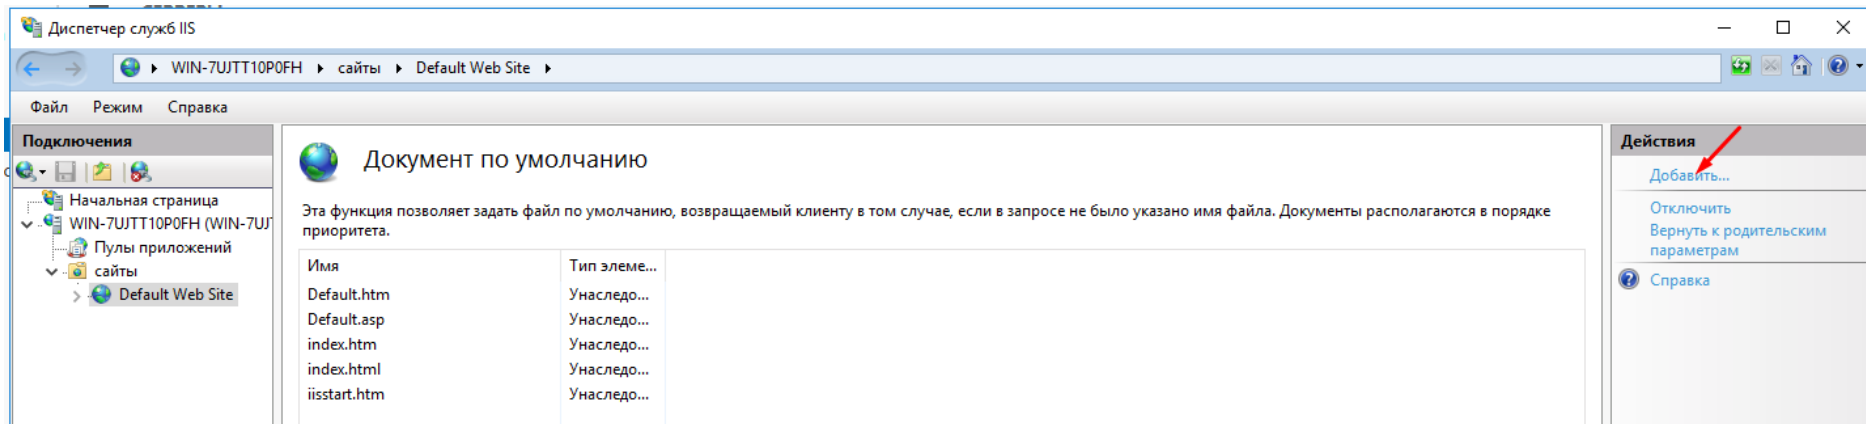 Диспетчер служб IIS
WIN-7UJTT10P0FH сайты Default Web Site
Файл Режим Справка
Подключения
Начальная страница
WIN-7UJTT10P0FH (WIN-7UJ
Пулы приложений
сайты
Default Web Site
Документ по умолчанию
Эта функция позволяет задать файл по умолчанию, возвращаемый клиенту в том случае, если в запросе не было указано имя файла. Документы располагаются в порядке
приоритета.
Имя Тип элеме...
Default.htm Унаследо...
Default.asp Унаследо...
index.htm Унаследо...
index.html Унаследо...
iisstart.htm Унаследо...
Действия
Добавить...
Отключить
Вернуть к родительским
параметрам
Справка